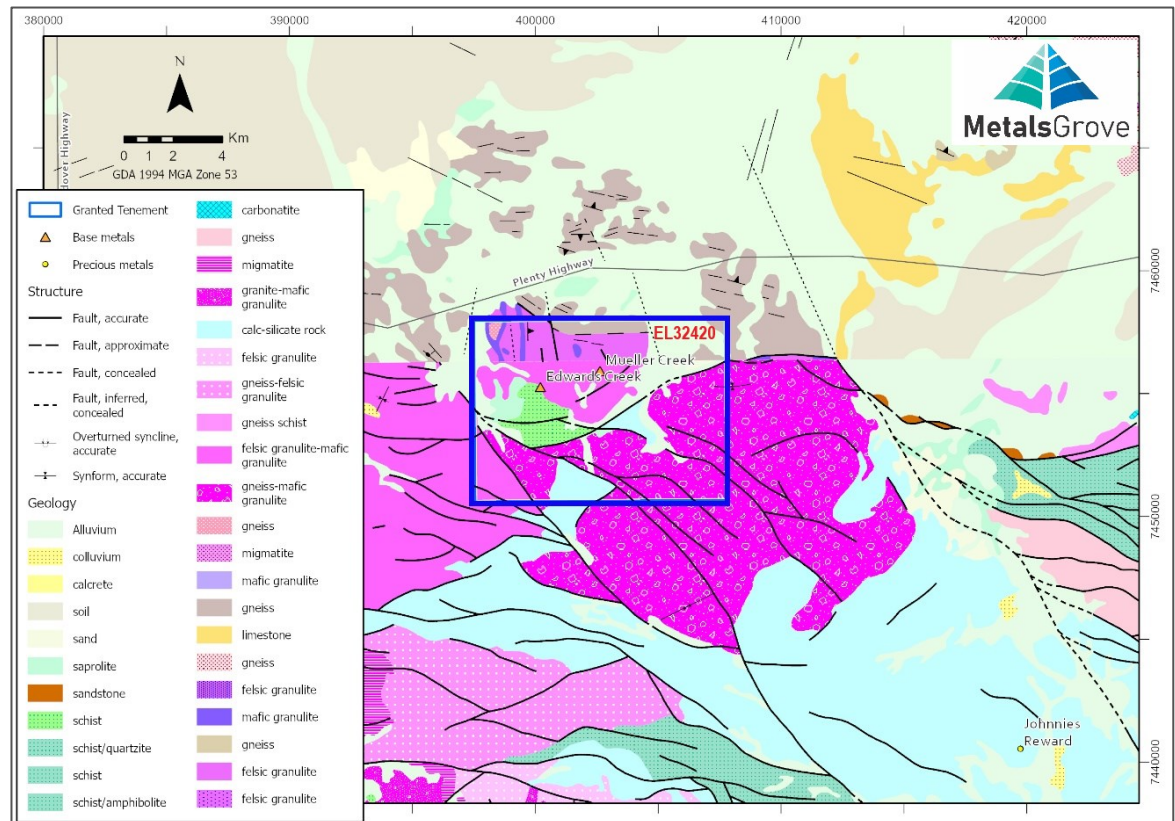 380000
390000
400000
410000
420000
N
Km
0 1 2 4
GDA 1994 MGA Zone 53
MetalsGrove
dover Highway
Plenty Highway
7460000
7450000
7440000
EL32420
Mueller Creek
Edwards Creek
Johnnies
Reward
Granted Tenement
Base metals
Precious metals
Structure
Fault, accurate
Fault, approximate
Fault, concealed
Fault, inferred,
concealed
Overturned syncline,
accurate
Synform, accurate
Geology
Alluvium
colluvium
calcrete
soil
sand
saprolite
sandstone
schist
schist/quartzite
schist
schist/amphibolite
carbonatite
gneiss
migmatite
granite-mafic
granulite
calc-silicate rock
felsic granulite
gneiss-felsic
granulite
gneiss schist
felsic granulite-mafic
granulite
gneiss-mafic
granulite
gneiss
migmatite
mafic granulite
gneiss
limestone
gneiss
felsic granulite
mafic granulite
gneiss
felsic granulite
felsic granulite